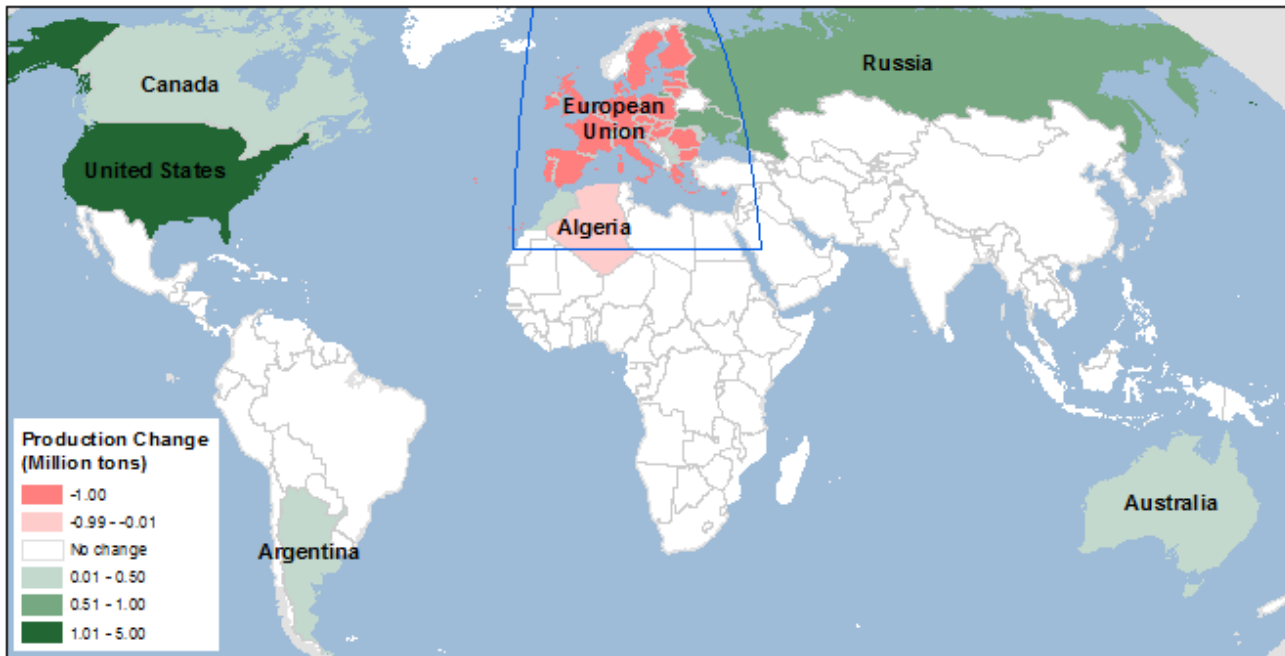 Canada
Russia
European
Union
United States
Algeria
Production Change
(Million tons)
-1.00
-0.99 - -0.01
No change
0.01 - 0.50
0.51 - 1.00
1.01 - 5.00
Argentina
Australia